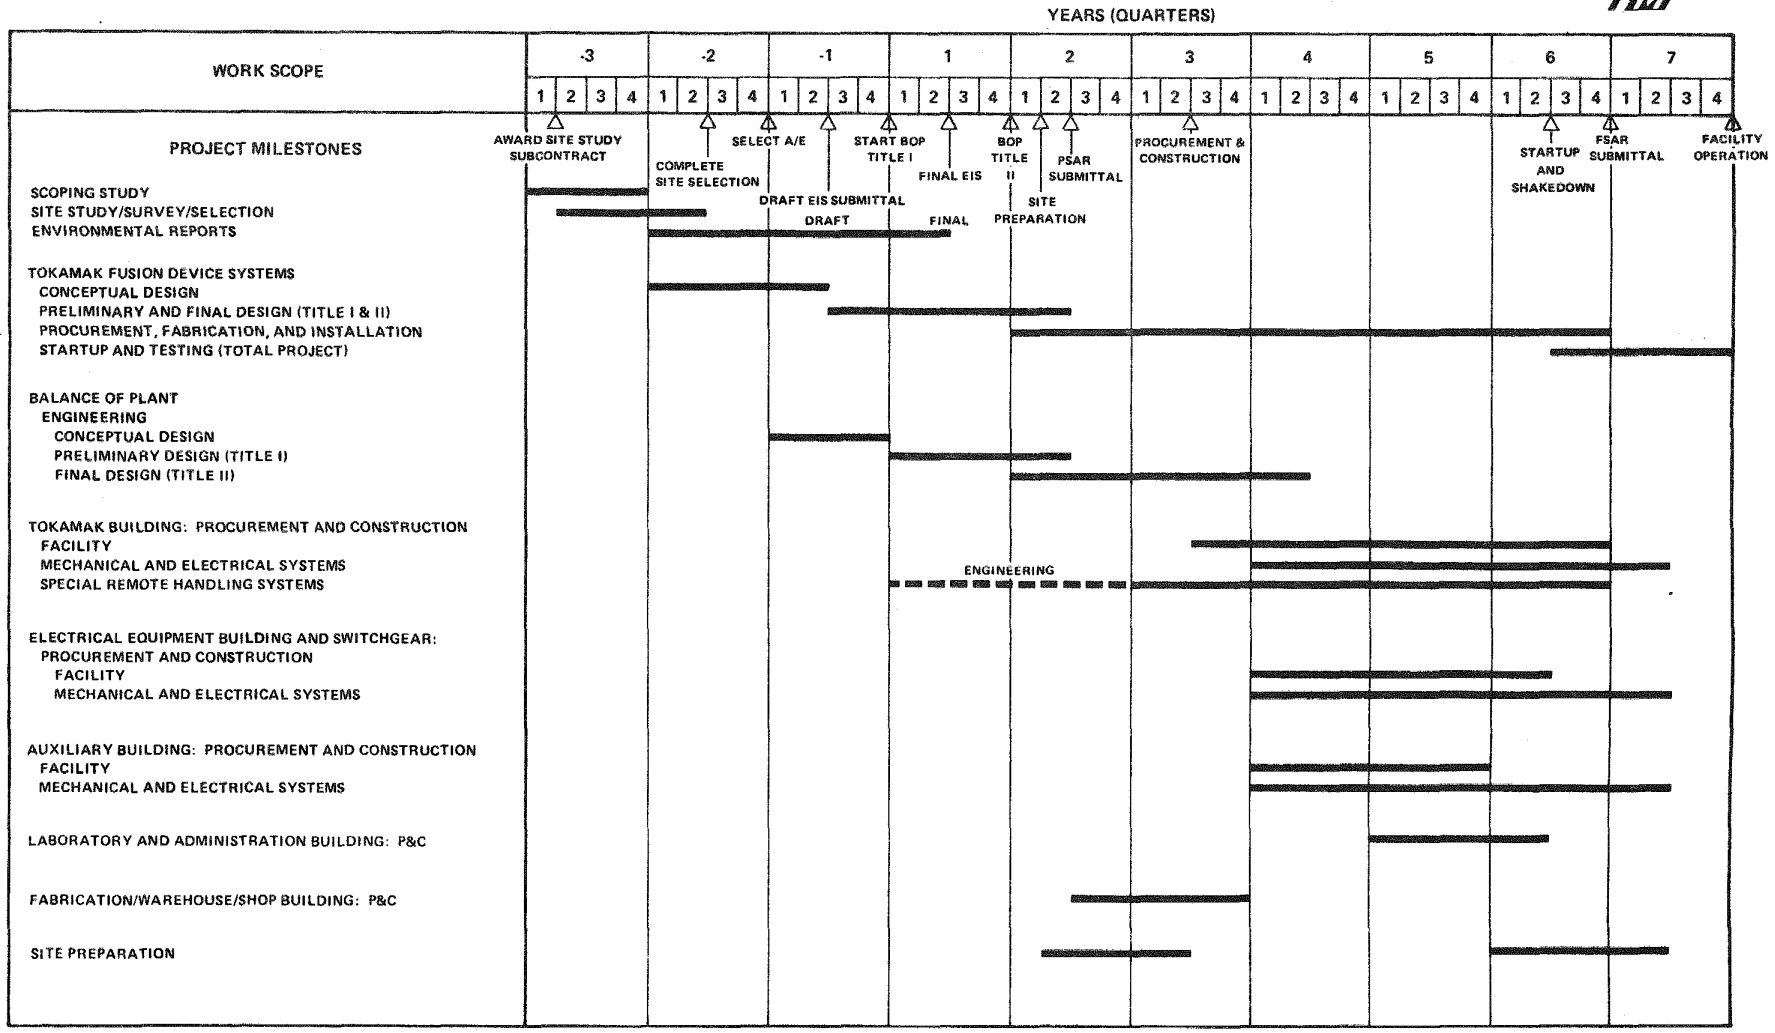 YEARS (QUARTERS)
WORK SCOPE
-3 -2 -1 1 2 3 4 5 6 7
1 2 3 4 1 2 3 4 1 2 3 4 1 2 3 4 1 2 3 4 1 2 3 4 1 2 3 4 1 2 3 4 1 2 3 4 1 2 3 4
PROJECT MILESTONES
AWARD SITE STUDY
SUBCONTRACT
COMPLETE
SITE SELECTION
SELECT A/E
DRAFT EIS SUBMITTAL
START BOP
TITLE I
FINAL EIS
BOP
TITLE
II
SITE
PREPARATION
PSAR
SUBMITTAL
PROCUREMENT &
CONSTRUCTION
STARTUP
AND
SHAKEDOWN
FSAR
SUBMITTAL
FACILITY
OPERATION
SCOPING STUDY
SITE STUDY/SURVEY/SELECTION
DRAFT FINAL
ENVIRONMENTAL REPORTS
TOKAMAK FUSION DEVICE SYSTEMS
CONCEPTUAL DESIGN
PRELIMINARY AND FINAL DESIGN (TITLE I & II)
PROCUREMENT, FABRICATION, AND INSTALLATION
STARTUP AND TESTING (TOTAL PROJECT)
BALANCE OF PLANT
ENGINEERING
CONCEPTUAL DESIGN
PRELIMINARY DESIGN (TITLE I)
FINAL DESIGN (TITLE II)
TOKAMAK BUILDING: PROCUREMENT AND CONSTRUCTION
FACILITY
MECHANICAL AND ELECTRICAL SYSTEMS
ENGINEERING
SPECIAL REMOTE HANDLING SYSTEMS
ELECTRICAL EQUIPMENT BUILDING AND SWITCHGEAR:
PROCUREMENT AND CONSTRUCTION
FACILITY
MECHANICAL AND ELECTRICAL SYSTEMS
AUXILIARY BUILDING: PROCUREMENT AND CONSTRUCTION
FACILITY
MECHANICAL AND ELECTRICAL SYSTEMS
LABORATORY AND ADMINISTRATION BUILDING: P&C
FABRICATION/WAREHOUSE/SHOP BUILDING: P&C
SITE PREPARATION